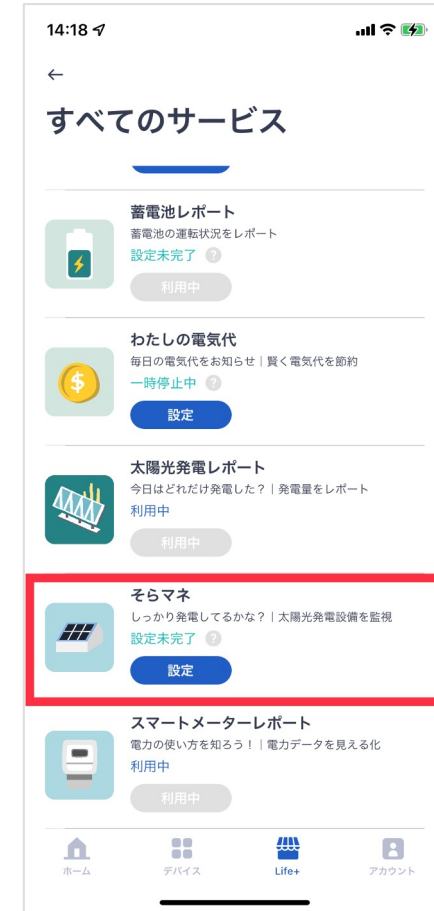 14:18
すべてのサービス
蓄電池レポート
蓄電池の運転状況をレポート
設定未完了 ?
利用中
わたしの電気代
毎日の電気代をお知らせ｜賢く電気代を節約
一時停止中 ?
設定
太陽光発電レポート
今日はどれだけ発電した？｜発電量をレポート
利用中
利用中
そらマネ
しっかり発電してるかな？｜太陽光発電設備を監視
設定未完了 ?
設定
スマートメーターレポート
電力の使い方を知ろう！｜電力データを見える化
利用中
利用中
ホーム デバイス Life+ アカウント